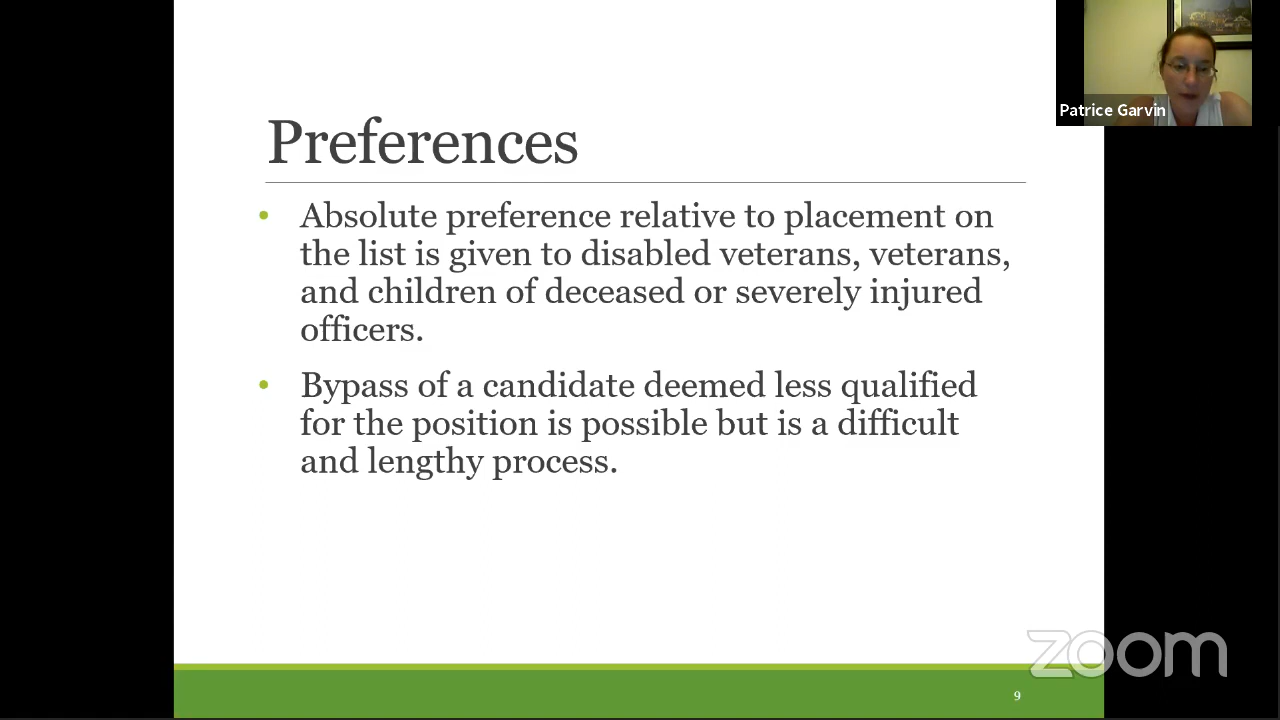 Patrice Garvin
Preferences
• Absolute preference relative to placement on
the list is given to disabled veterans, veterans,
and children of deceased or severely injured
officers.
• Bypass of a candidate deemed less qualified
for the position is possible but is a difficult
and lengthy process.
zoom
9